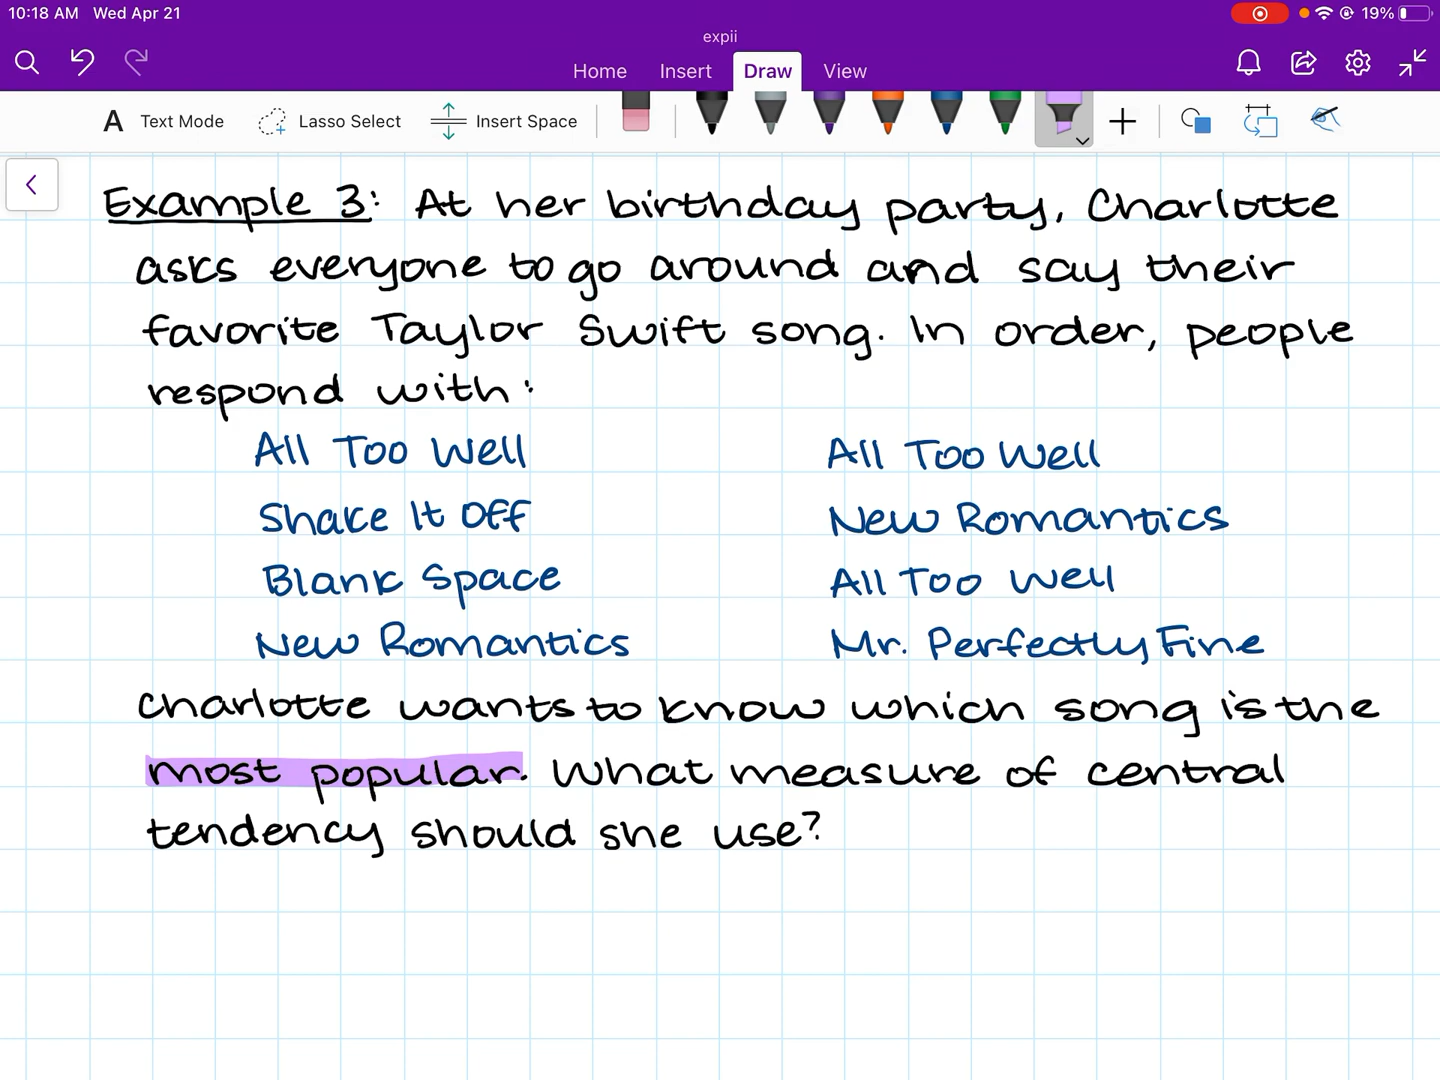 10:18 AM Wed Apr 21 19%
expii
Home Insert Draw View
A Text Mode Lasso Select Insert Space
Example 3: At her birthday party, Charlotte
asks everyone to go around and say their
favorite Taylor Swift song. In order, people
respond with:
All Too Well All Too Well
Shake It Off New Romantics
Blank Space All Too Well
New Romantics Mr. Perfectly Fine
Charlotte wants to know which song is the
most popular. What measure of central
tendency should she use?